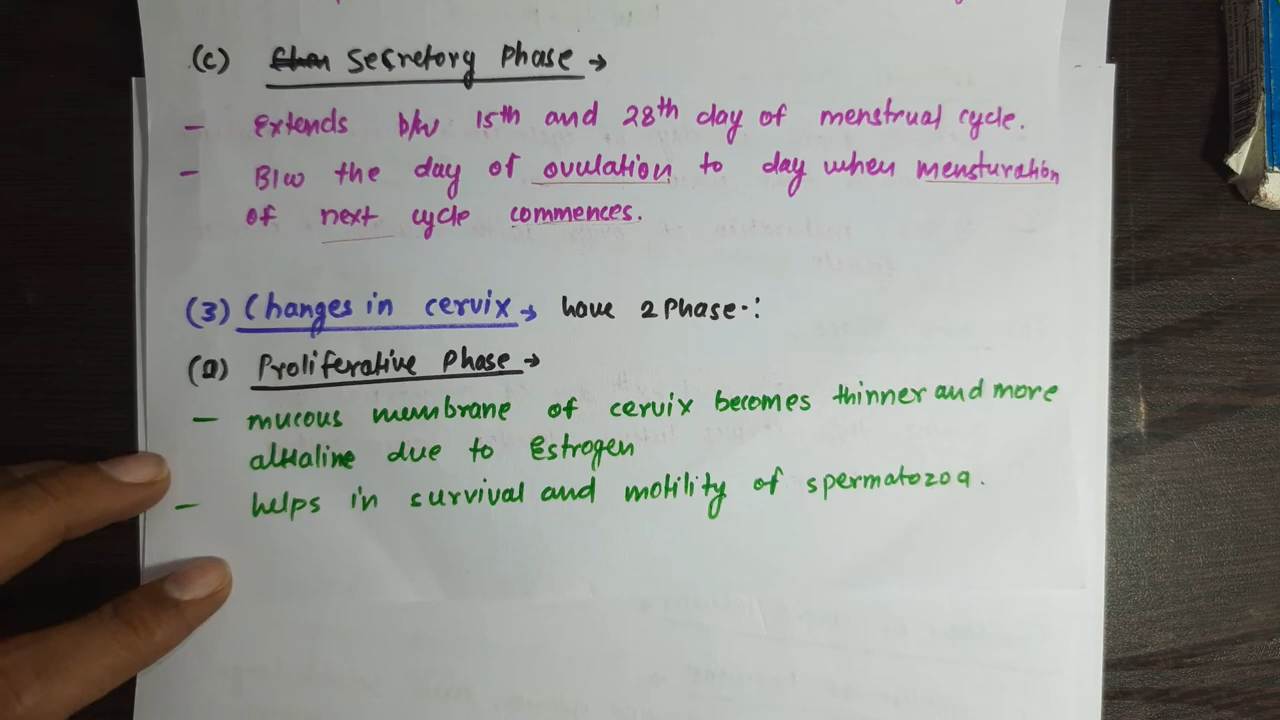 (c) Secretory Phase →
- Extends b/w 15th and 28th day of menstrual cycle.
- B/w the day of ovulation to day when mensturation
of next cycle commences.
(3) Changes in cervix → have 2 Phase:
(a) Proliferative Phase →
- mucous membrane of cervix becomes thinner and more
alkaline due to Estrogen
- helps in survival and motility of spermatozoa.